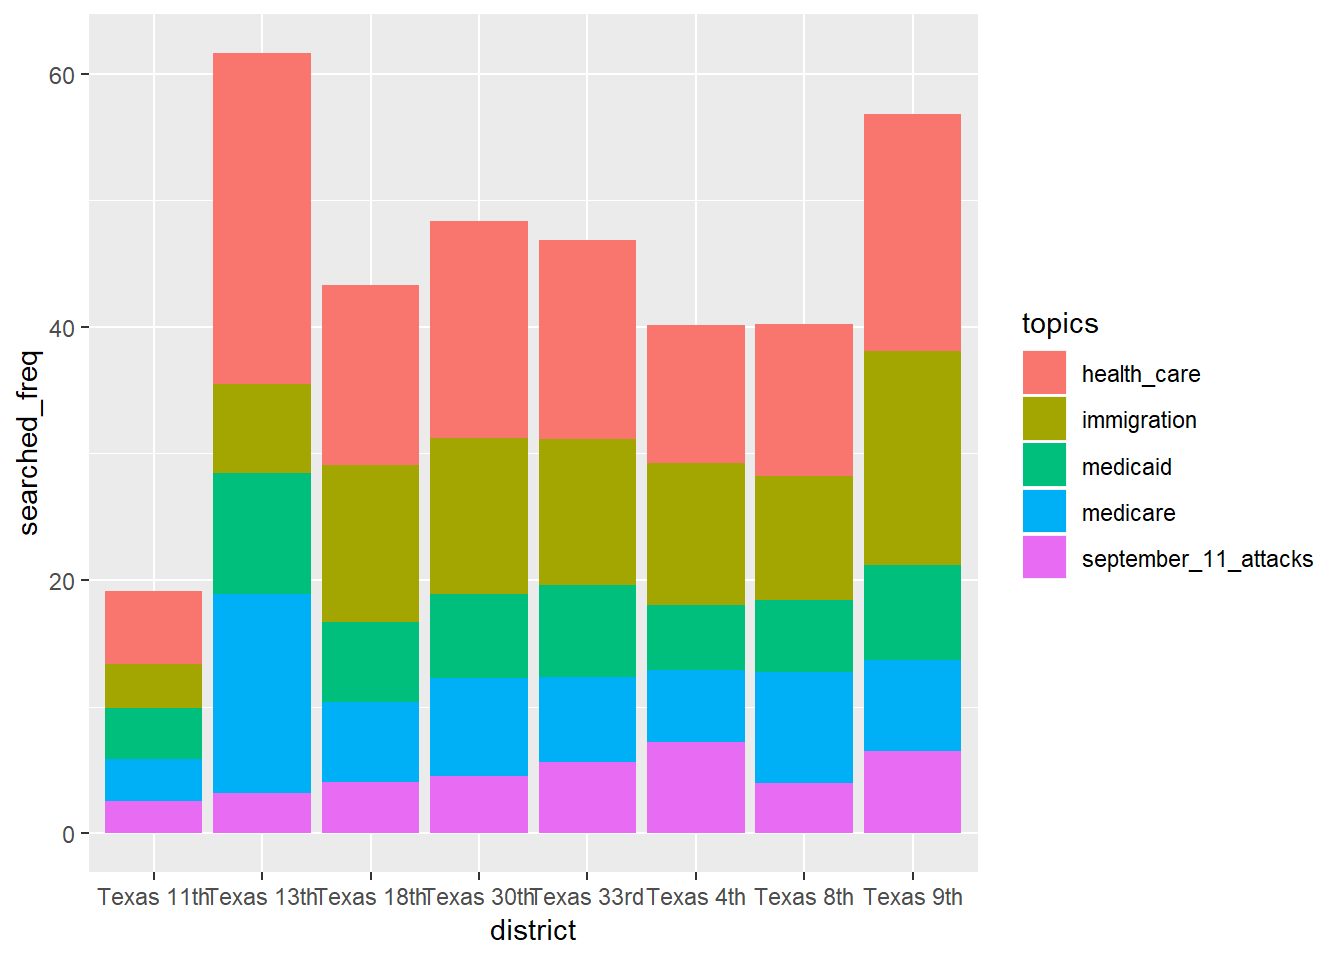 60
40
20
0
searched_freq
Texas 11th Texas 13th Texas 18th Texas 30th Texas 33rd Texas 4th Texas 8th Texas 9th
district
topics
health_care
immigration
medicaid
medicare
september_11_attacks